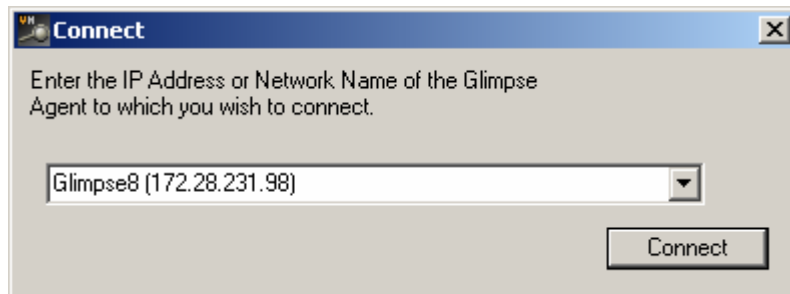 VM
Connect
Enter the IP Address or Network Name of the Glimpse
Agent to which you wish to connect.
Glimpse8 (172.28.231.98)
Connect